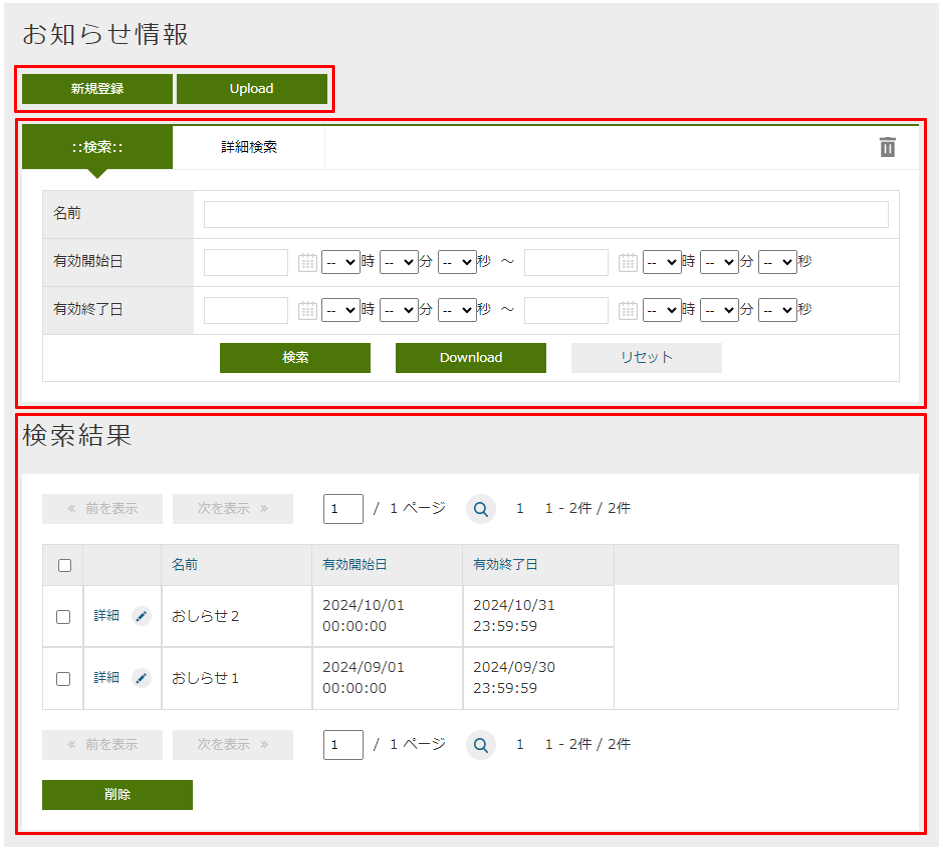 お知らせ情報
新規登録 Upload
::検索:: 詳細検索
名前
有効開始日 -- 時 -- 分 -- 秒 ～ -- 時 -- 分 -- 秒
有効終了日 -- 時 -- 分 -- 秒 ～ -- 時 -- 分 -- 秒
検索 Download リセット
検索結果
« 前を表示 次を表示 » 1 / 1 ページ 1 1 - 2件 / 2件
名前 有効開始日 有効終了日
詳細 おしらせ２ 2024/10/01 2024/10/31
00:00:00 23:59:59
詳細 おしらせ１ 2024/09/01 2024/09/30
00:00:00 23:59:59
« 前を表示 次を表示 » 1 / 1 ページ 1 1 - 2件 / 2件
削除